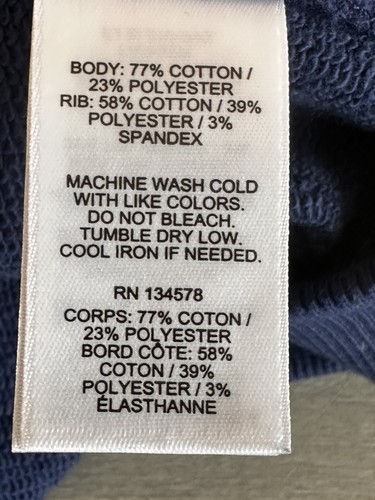 BODY: 77% COTTON /
23% POLYESTER
RIB: 58% COTTON / 39%
POLYESTER / 3%
SPANDEX
MACHINE WASH COLD
WITH LIKE COLORS.
DO NOT BLEACH.
TUMBLE DRY LOW.
COOL IRON IF NEEDED.
RN 134578
CORPS: 77% COTON /
23% POLYESTER
BORD CÔTE: 58%
COTON / 39%
POLYESTER / 3%
ÉLASTHANNE